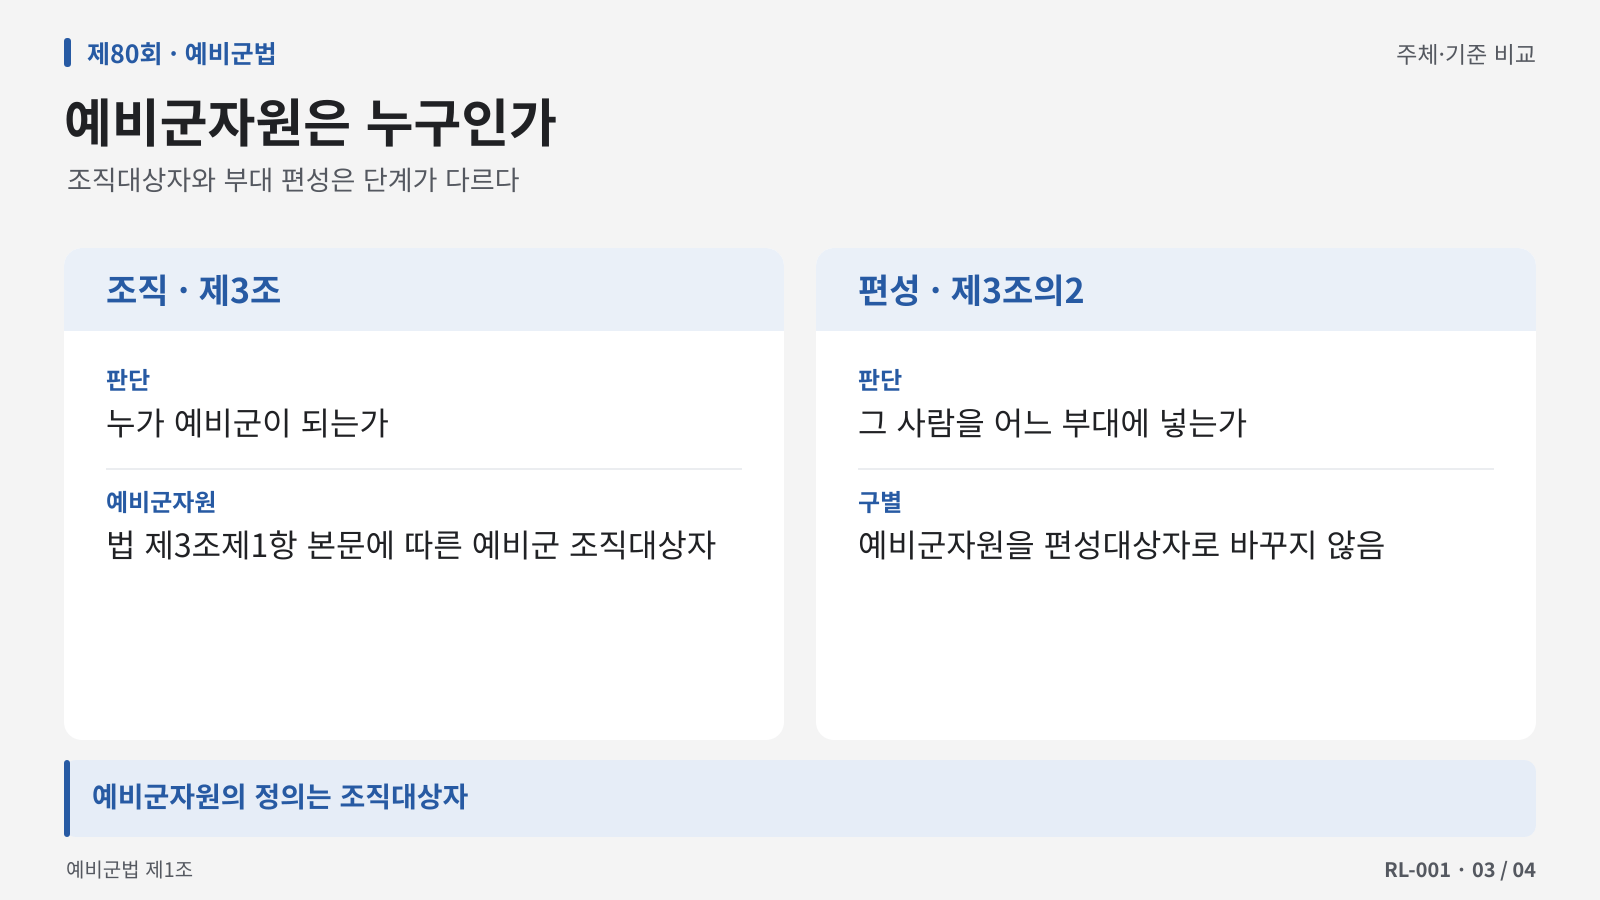 제80회 · 예비군법
주체·기준 비교
예비군자원은 누구인가
조직대상자와 부대 편성은 단계가 다르다
조직 · 제3조
판단
누가 예비군이 되는가
예비군자원
법 제3조제1항 본문에 따른 예비군 조직대상자
편성 · 제3조의2
판단
그 사람을 어느 부대에 넣는가
구별
예비군자원을 편성대상자로 바꾸지 않음
예비군자원의 정의는 조직대상자
예비군법 제1조
RL-001 · 03 / 04